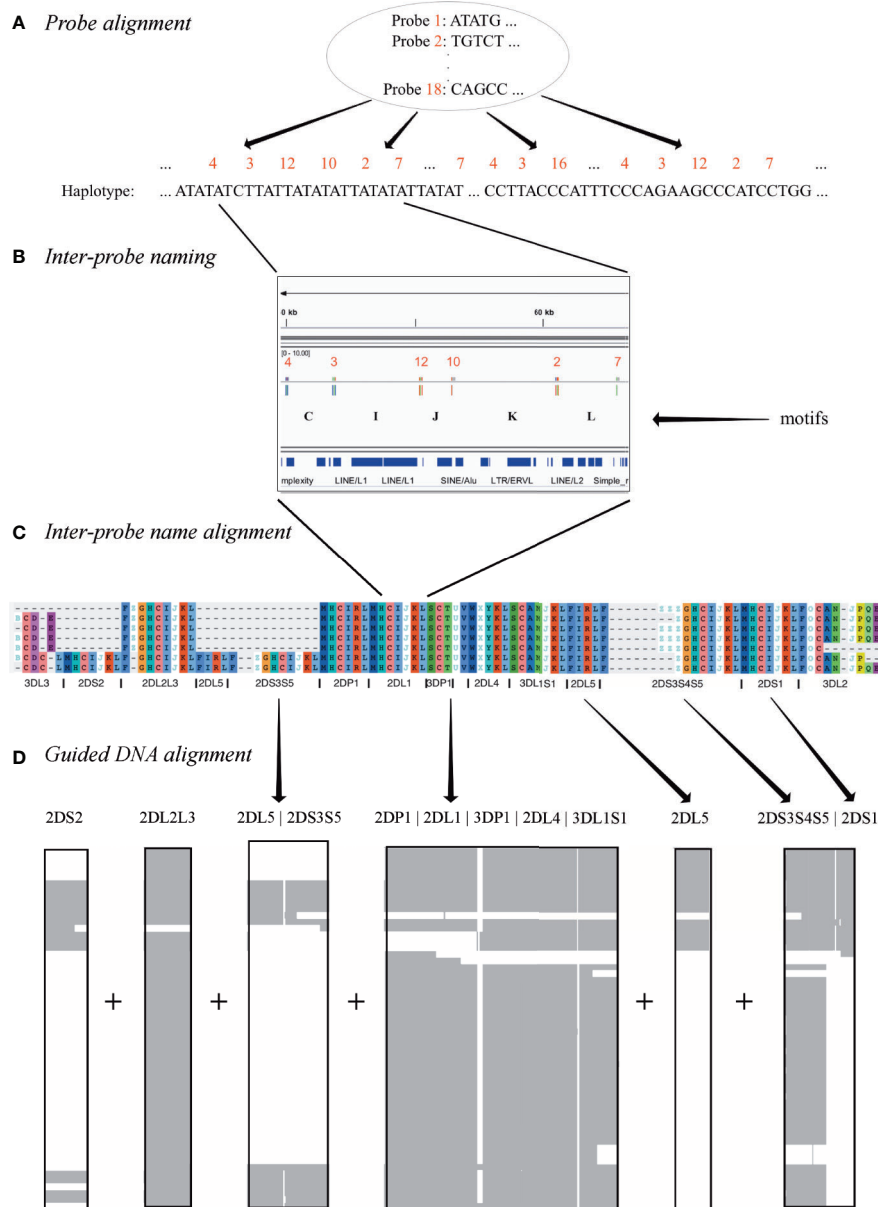 A Probe alignment
Probe 1: ATATG ...
Probe 2: TGTCT ...
.
.
.
Probe 18: CAGCC ...
... 4 3 12 10 2 7 ... 7 4 3 16 ... 4 3 12 2 7 ...
Haplotype: ... ATATATCTTATTATATATTATATATTATAT ... CCTTACCCATTTCCCAGAAGCCCATCCTGG ...
B Inter-probe naming
0 kb 60 kb
[0 - 10.00]
4 3 12 10 2 7
C I J K L
motifs
mplexity LINE/L1 LINE/L1 SINE/Alu LTR/ERVL LINE/L2 Simple_r
C Inter-probe name alignment
3DL3 | 2DS2 | 2DL2L3 | 2DL5 | 2DS3S5 | 2DP1 | 2DL1 | 3DP1 | 2DL4 | 3DL1S1 | 2DL5 | 2DS3S4S5 | 2DS1 | 3DL2
D Guided DNA alignment
2DS2 2DL2L3 2DL5 | 2DS3S5 2DP1 | 2DL1 | 3DP1 | 2DL4 | 3DL1S1 2DL5 2DS3S4S5 | 2DS1
+ + + + +